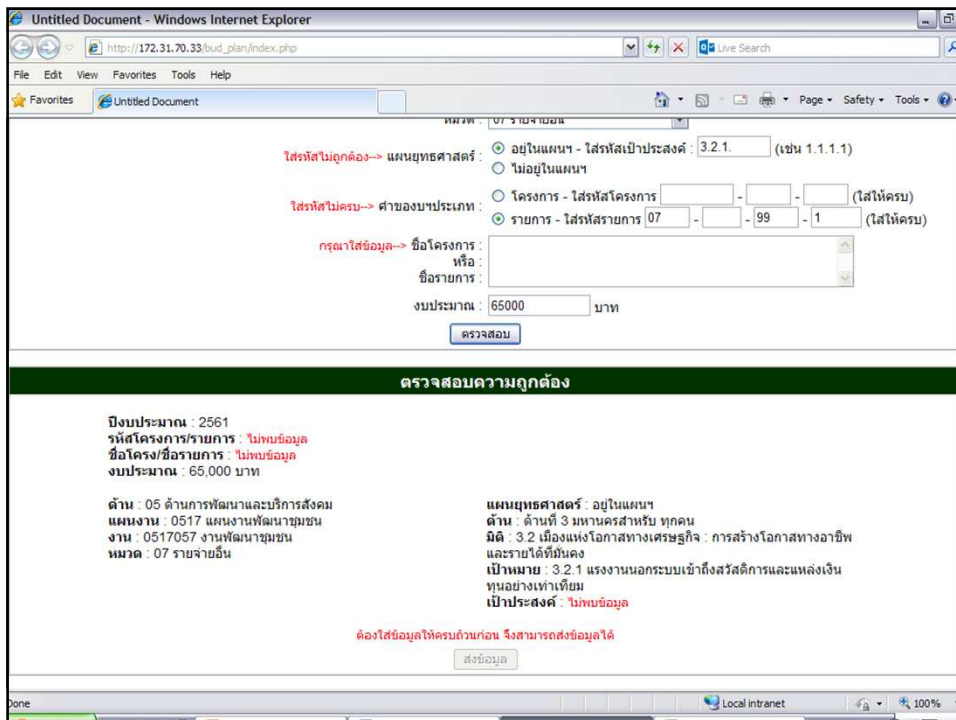 Untitled Document - Windows Internet Explorer
http://172.31.70.33/bud_plan/index.php
Live Search
File Edit View Favorites Tools Help
Favorites Untitled Document Page Safety Tools
หมวด : 07 รายจ่ายอื่น
ใส่รหัสไม่ถูกต้อง--> แผนยุทธศาสตร์ : อยู่ในแผนฯ - ใส่รหัสเป้าประสงค์ : 3.2.1. (เช่น 1.1.1.1)
ไม่อยู่ในแผนฯ
ใส่รหัสไม่ครบ--> คำของบฯประเภท : โครงการ - ใส่รหัสโครงการ - - (ใส่ให้ครบ)
รายการ - ใส่รหัสรายการ 07 - - 99 - 1 (ใส่ให้ครบ)
กรุณาใส่ข้อมูล--> ชื่อโครงการ :
หรือ :
ชื่อรายการ :
งบประมาณ : 65000 บาท
ตรวจสอบ
ตรวจสอบความถูกต้อง
ปีงบประมาณ : 2561
รหัสโครงการ/รายการ : ไม่พบข้อมูล
ชื่อโครง/ชื่อรายการ : ไม่พบข้อมูล
งบประมาณ : 65,000 บาท
ด้าน : 05 ด้านการพัฒนาและบริการสังคม
แผนงาน : 0517 แผนงานพัฒนาชุมชน
งาน : 0517057 งานพัฒนาชุมชน
หมวด : 07 รายจ่ายอื่น
แผนยุทธศาสตร์ : อยู่ในแผนฯ
ด้าน : ด้านที่ 3 มหานครสำหรับ ทุกคน
มิติ : 3.2 เมืองแห่งโอกาสทางเศรษฐกิจ : การสร้างโอกาสทางอาชีพ
และรายได้ที่มั่นคง
เป้าหมาย : 3.2.1 แรงงานนอกระบบเข้าถึงสวัสดิการและแหล่งเงิน
ทุนอย่างเท่าเทียม
เป้าประสงค์ : ไม่พบข้อมูล
ต้องใส่ข้อมูลให้ครบถ้วนก่อน จึงสามารถส่งข้อมูลได้
ส่งข้อมูล
Done Local intranet 100%